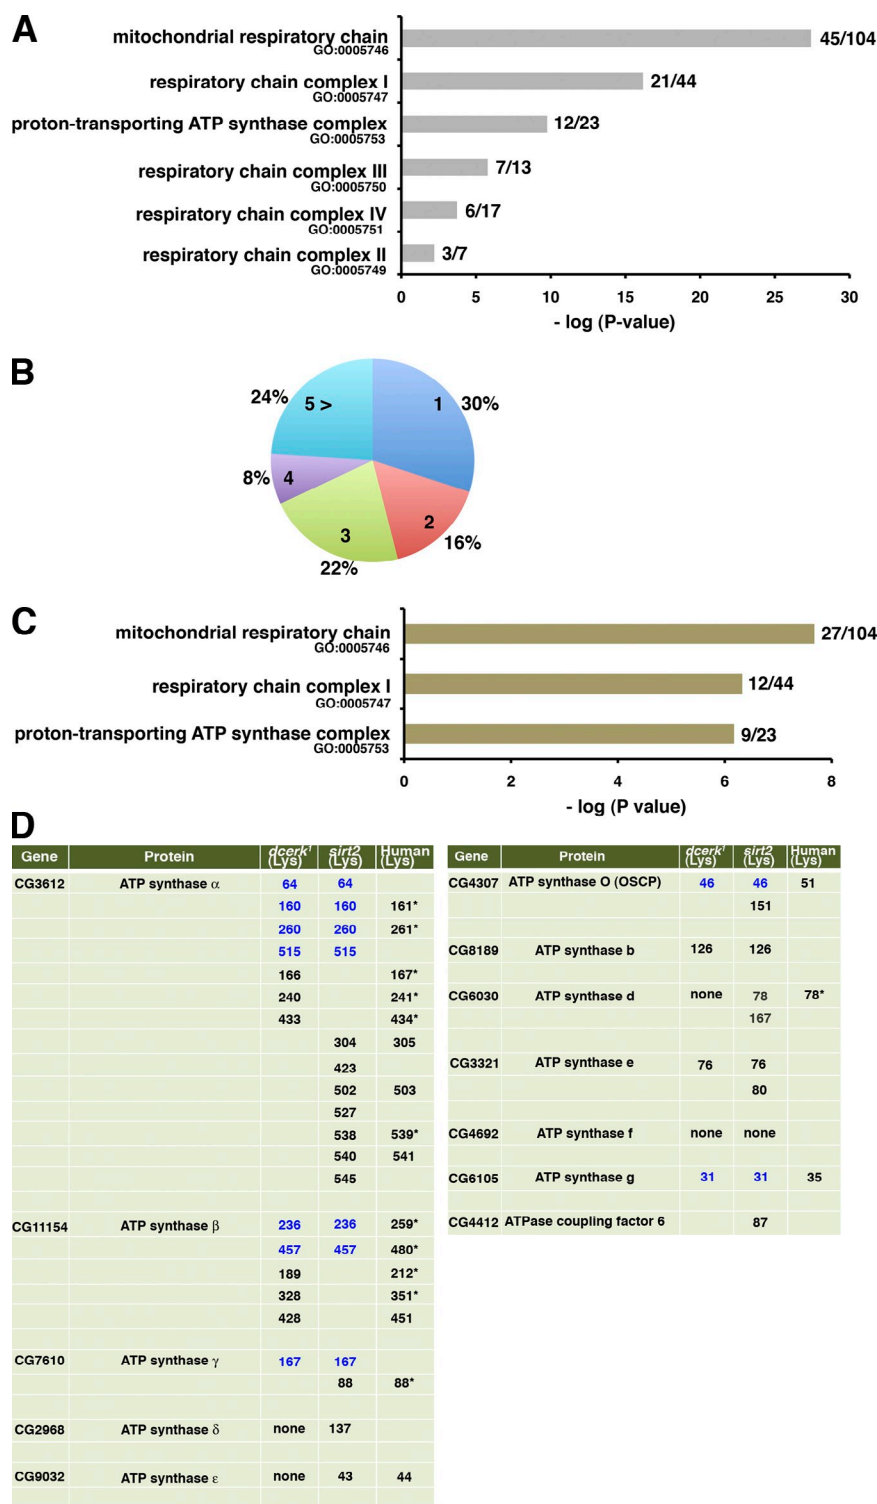 A
mitochondrial respiratory chain 45/104
GO:0005746
respiratory chain complex I 21/44
GO:0005747
proton-transporting ATP synthase complex 12/23
GO:0005753
respiratory chain complex III 7/13
GO:0005750
respiratory chain complex IV 6/17
GO:0005751
respiratory chain complex II 3/7
GO:0005749
0 5 10 15 20 25 30
- log (P-value)
B
24% 5 > 1 30%
8% 4
2 16%
3
22%
C
mitochondrial respiratory chain 27/104
GO:0005746
respiratory chain complex I 12/44
GO:0005747
proton-transporting ATP synthase complex 9/23
GO:0005753
0 2 4 6 8
- log (P value)
D
Gene Protein dcerk¹ (Lys) sirt2 (Lys) Human (Lys)
CG3612 ATP synthase α 64 64
160 160 161*
260 260 261*
515 515
166 167*
240 241*
433 434*
304 305
423
502 503
527
538 539*
540 541
545
CG11154 ATP synthase β 236 236 259*
457 457 480*
189 212*
328 351*
428 451
CG7610 ATP synthase γ 167 167
88 88*
CG2968 ATP synthase δ none 137
CG9032 ATP synthase ε none 43 44
Gene Protein dcerk¹ (Lys) sirt2 (Lys) Human (Lys)
CG4307 ATP synthase O (OSCP) 46 46 51
151
CG8189 ATP synthase b 126 126
CG6030 ATP synthase d none 78 78*
167
CG3321 ATP synthase e 76 76
80
CG4692 ATP synthase f none none
CG6105 ATP synthase g 31 31 35
CG4412 ATPase coupling factor 6 87